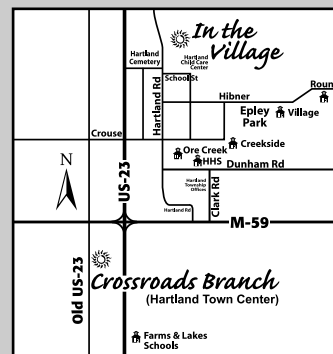 In the
Village
Hartland
Cemetery
Hartland
Child Care
Center
School St
Hartland Rd
Hibner
Roun
Epley
Park
Village
Crouse
Creekside
Ore Creek
HHS
Dunham Rd
N
US-23
Hartland
Township
Offices
Clark Rd
Hartland Rd
M-59
Old US-23
Crossroads Branch
(Hartland Town Center)
Farms & Lakes
Schools